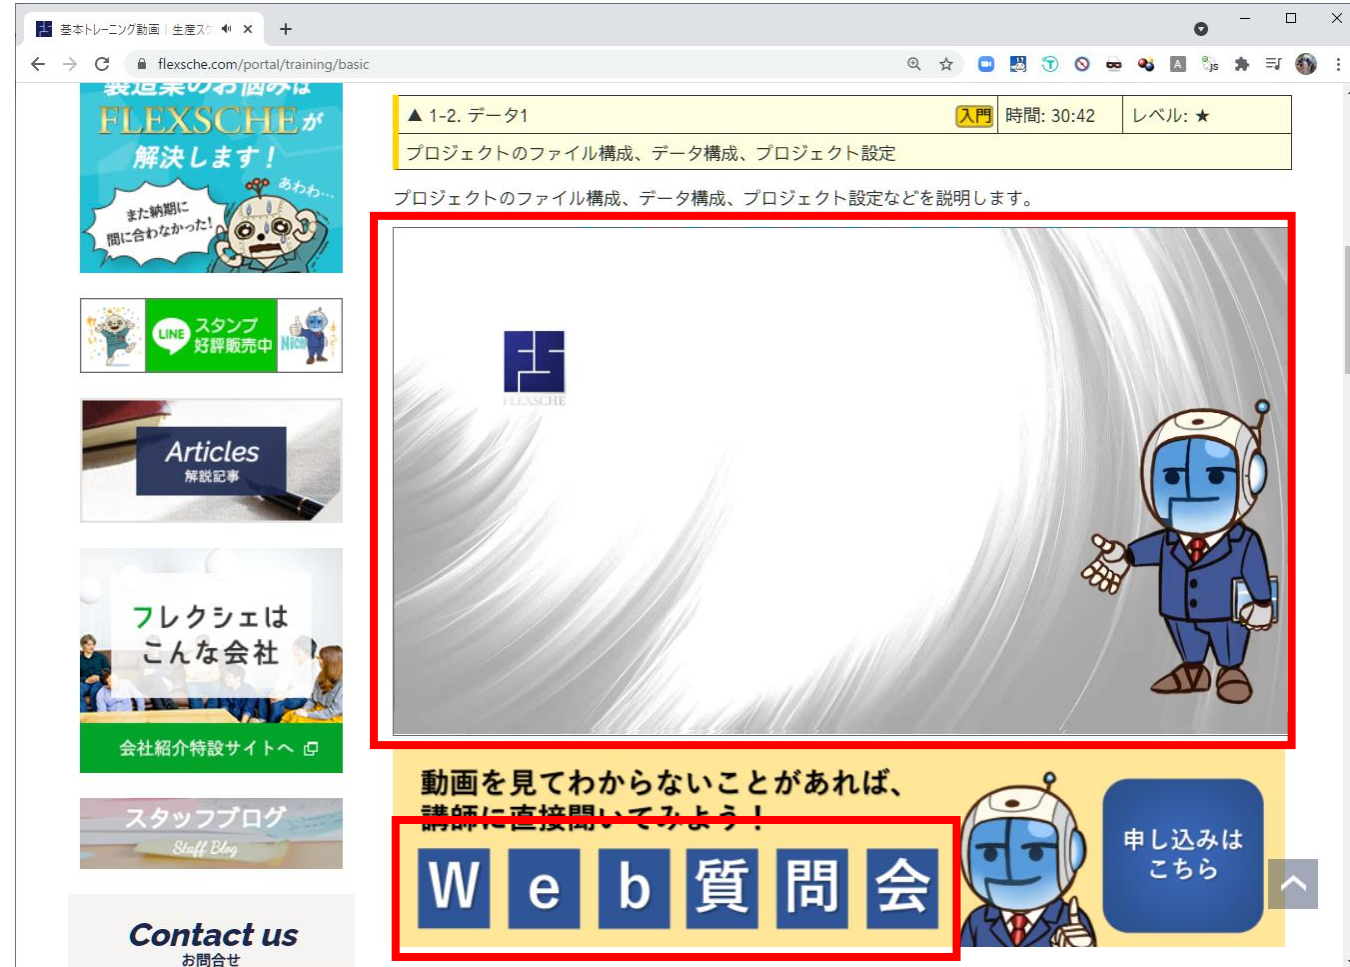 基本トレーニング動画｜生産スケ
flexsche.com/portal/training/basic
製造業のお悩みは
FLEXSCHEが
解決します！
あわわ...
また納期に
間に合わなかった！
LINE
スタンプ
好評販売中
Nice
Articles
解説記事
フレクシェは
こんな会社
会社紹介特設サイトへ
スタッフブログ
Staff Blog
Contact us
お問合せ
▲ 1-2. データ1
入門
時間: 30:42
レベル: ★
プロジェクトのファイル構成、データ構成、プロジェクト設定
プロジェクトのファイル構成、データ構成、プロジェクト設定などを説明します。
FLEXSCHE
動画を見てわからないことがあれば、
講師に直接聞いてみよう！
Web質問会
申し込みは
こちら